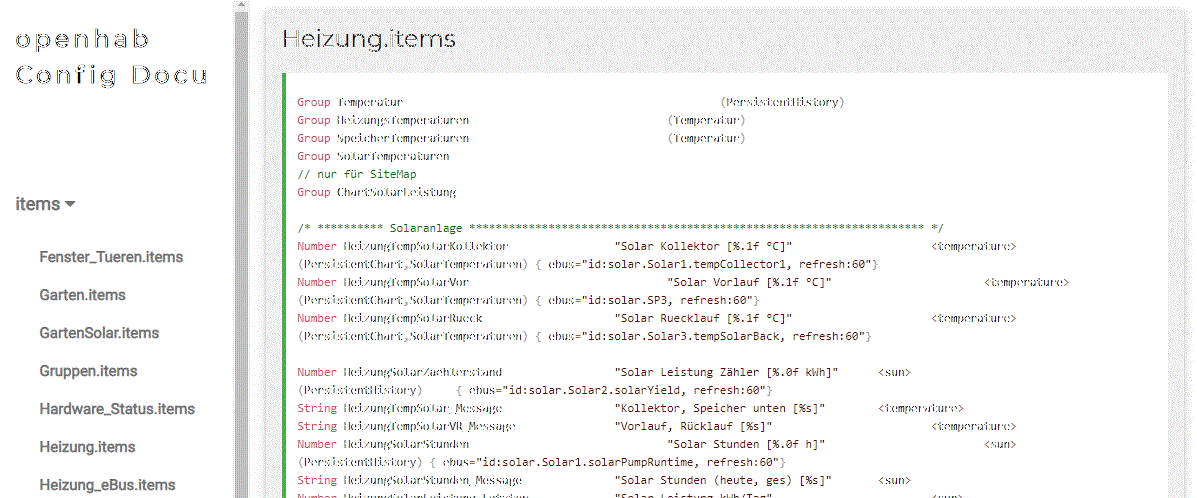 openhab
Config Docu
items
Fenster_Tueren.items
Garten.items
GartenSolar.items
Gruppen.items
Hardware_Status.items
Heizung.items
Heizung_eBus.items
Heizung.items
Group Temperatur (PersistentHistory)
Group HeizungsTemperaturen (Temperatur)
Group SpeicherTemperaturen (Temperatur)
Group SolarTemperaturen
// nur für SiteMap
Group ChartSolarLeistung
/* ********** Solaranlage ********************************************************************* */
Number HeizungTempSolarKollektor "Solar Kollektor [%.1f °C]" <temperature>
(PersistentChart,SolarTemperaturen) { ebus="id:solar.Solar1.tempCollector1, refresh:60"}
Number HeizungTempSolarVor "Solar Vorlauf [%.1f °C]" <temperature>
(PersistentChart,SolarTemperaturen) { ebus="id:solar.SP3, refresh:60"}
Number HeizungTempSolarRueck "Solar Ruecklauf [%.1f °C]" <temperature>
(PersistentChart,SolarTemperaturen) { ebus="id:solar.Solar3.tempSolarBack, refresh:60"}
Number HeizungSolarZaehlerstand "Solar Leistung Zähler [%.0f kWh]" <sun>
(PersistentHistory) { ebus="id:solar.Solar2.solarYield, refresh:60"}
String HeizungTempSolar_Message "Kollektor, Speicher unten [%s]" <temperature>
String HeizungTempSolarVR_Message "Vorlauf, Rücklauf [%s]" <temperature>
Number HeizungSolarStunden "Solar Stunden [%.0f h]" <sun>
(PersistentHistory) { ebus="id:solar.Solar1.solarPumpRuntime, refresh:60"}
String HeizungSolarStunden_Message "Solar Stunden (heute, ges) [%s]" <sun>